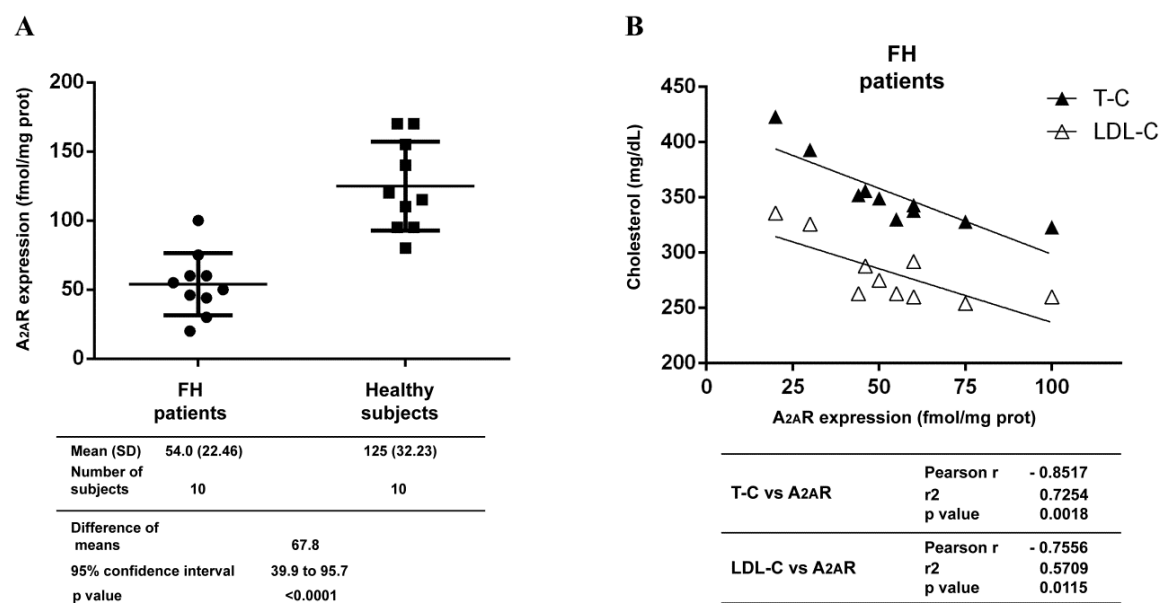 A
A2AR expression (fmol/mg prot)
200
150
100
50
0
FH
patients
Healthy
subjects
Mean (SD) 54.0 (22.46) 125 (32.23)
Number of
subjects 10 10
Difference of
means 67.8
95% confidence interval 39.9 to 95.7
p value <0.0001
B
FH
patients
T-C
LDL-C
Cholesterol (mg/dL)
450
400
350
300
250
200
0 25 50 75 100
A2AR expression (fmol/mg prot)
T-C vs A2AR
Pearson r - 0.8517
r2 0.7254
p value 0.0018
LDL-C vs A2AR
Pearson r - 0.7556
r2 0.5709
p value 0.0115